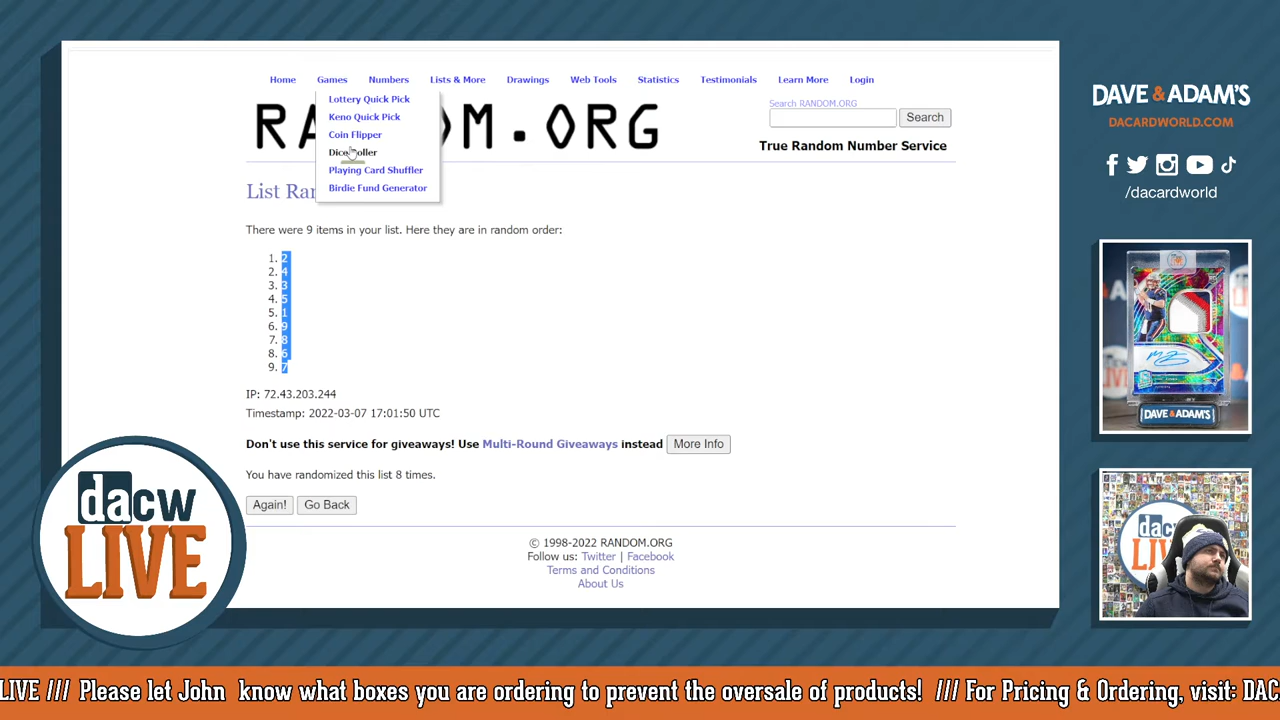 Home Games Numbers Lists & More Drawings Web Tools Statistics Testimonials Learn More Login
Lottery Quick Pick
Keno Quick Pick
Coin Flipper
Dice Roller
Playing Card Shuffler
Birdie Fund Generator
RANDOM.ORG
Search RANDOM.ORG
Search
True Random Number Service
List Ran
There were 9 items in your list. Here they are in random order:
1. 2
2. 4
3. 3
4. 5
5. 1
6. 9
7. 8
8. 6
9. 7
IP: 72.43.203.244
Timestamp: 2022-03-07 17:01:50 UTC
Don't use this service for giveaways! Use Multi-Round Giveaways instead More Info
You have randomized this list 8 times.
Again! Go Back
© 1998-2022 RANDOM.ORG
Follow us: Twitter | Facebook
Terms and Conditions
About Us
DAVE & ADAM'S
DACARDWORLD.COM
/dacardworld
DAVE & ADAM'S
dacw
LIVE
dacw
LIVE /// Please let John know what boxes you are ordering to prevent the oversale of products! /// For Pricing & Ordering, visit: DAC